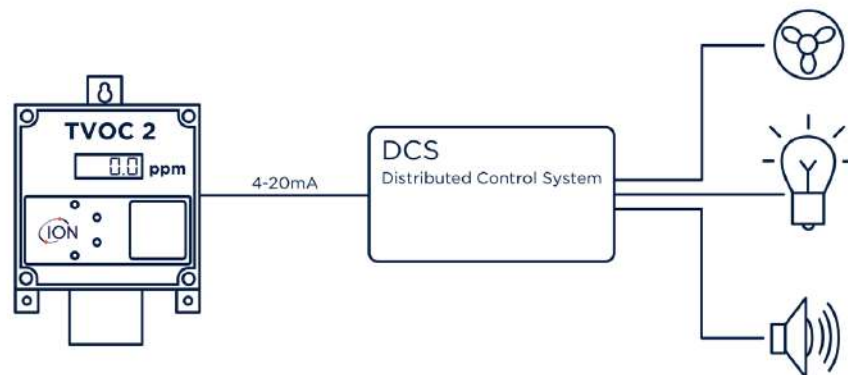 TVOC 2
0.0 ppm
ION
4-20mA
DCS
Distributed Control System